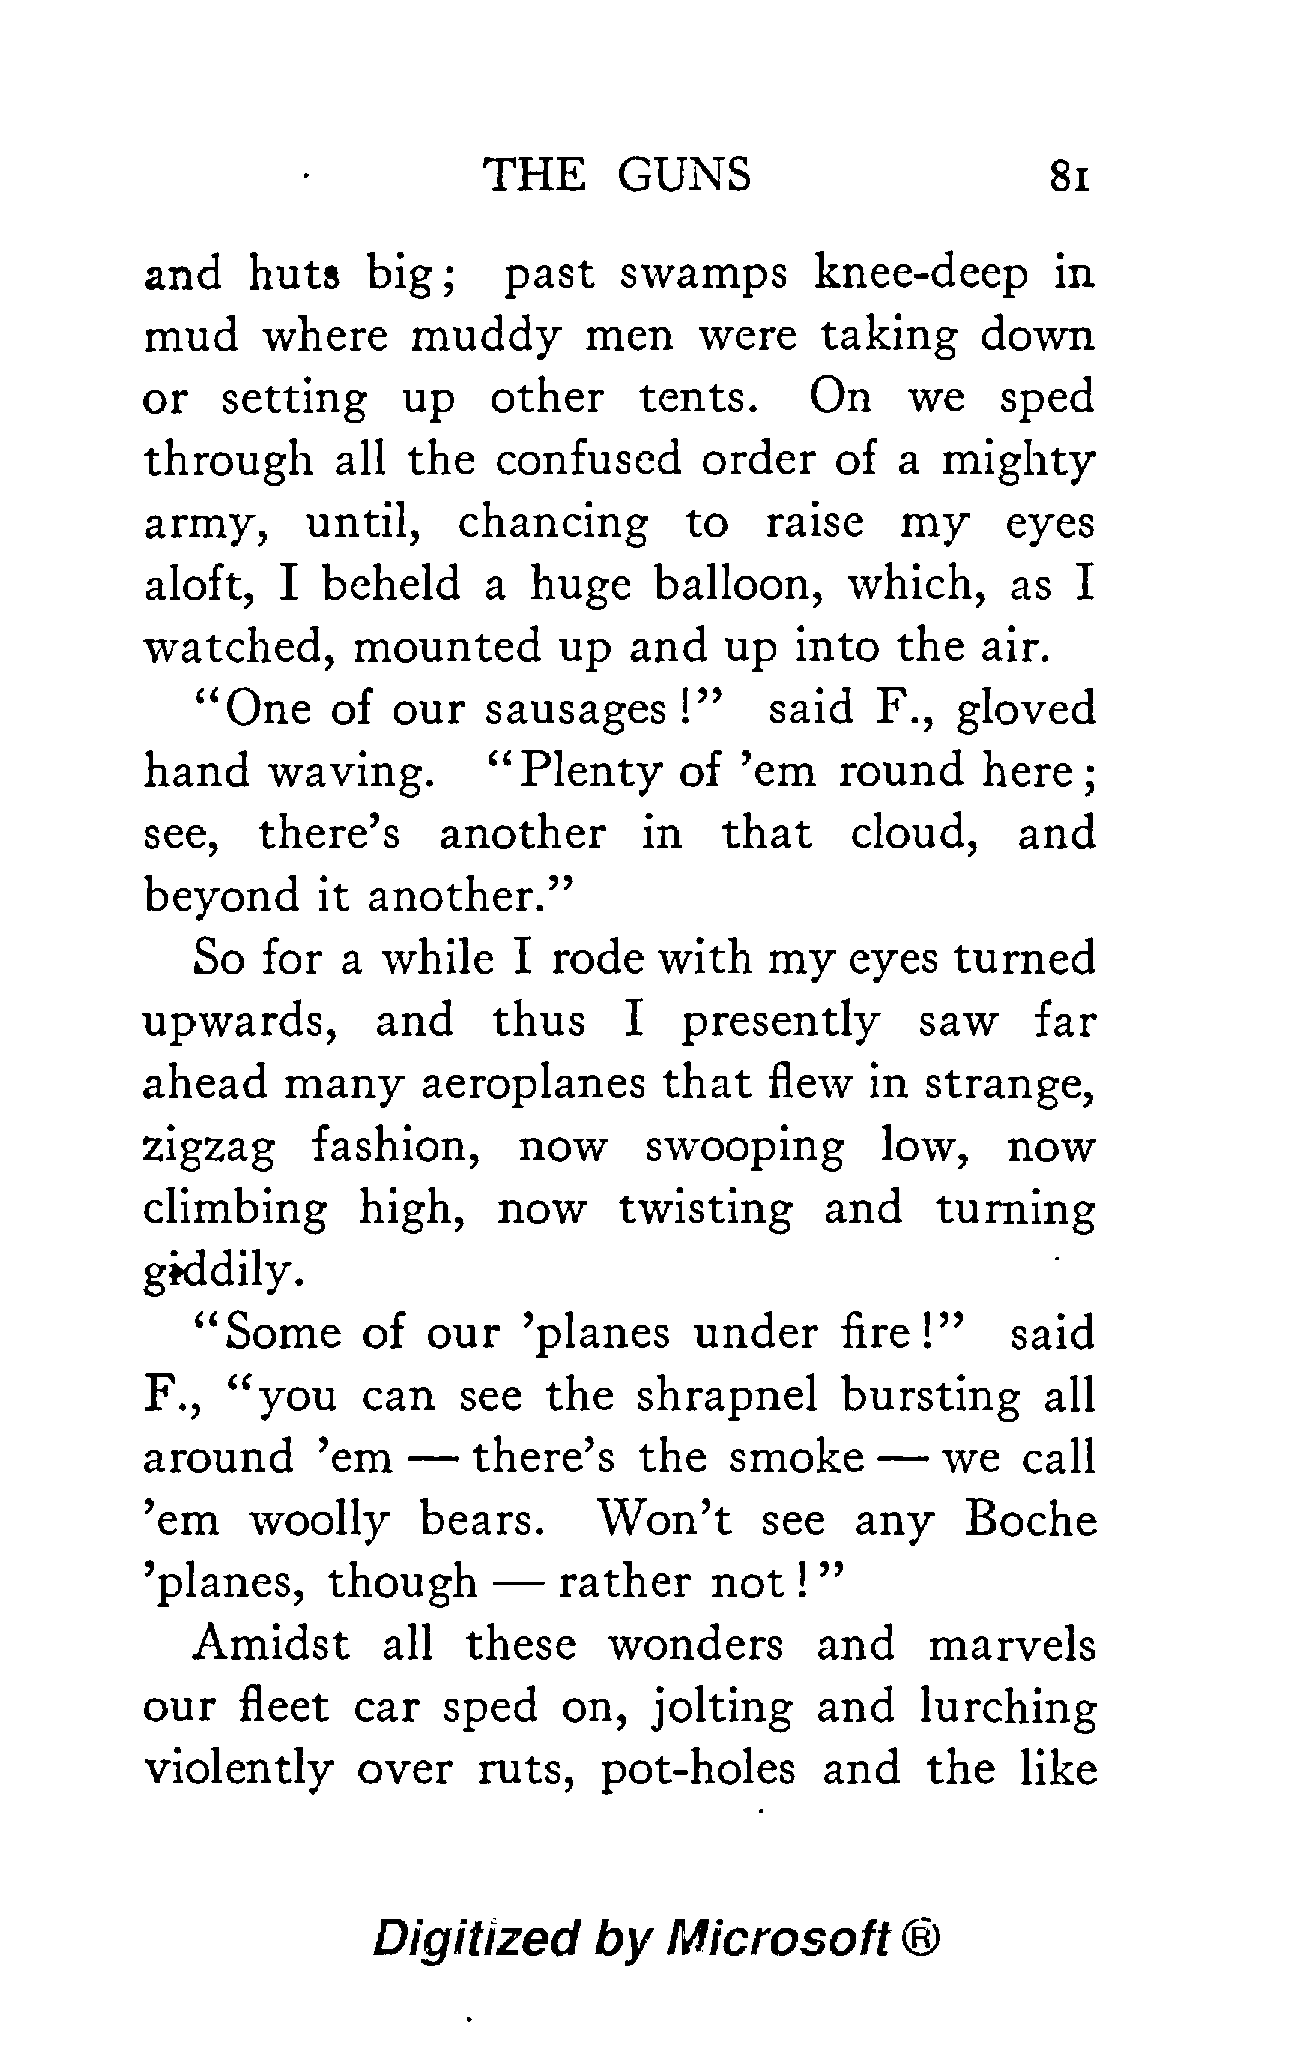 THE GUNS 81
and huts big; past swamps knee-deep in
mud where muddy men were taking down
or setting up other tents. On we sped
through all the confused order of a mighty
army, until, chancing to raise my eyes
aloft, I beheld a huge balloon, which, as I
watched, mounted up and up into the air.
“One of our sausages!” said F., gloved
hand waving. “Plenty of ’em round here;
see, there’s another in that cloud, and
beyond it another.”
So for a while I rode with my eyes turned
upwards, and thus I presently saw far
ahead many aeroplanes that flew in strange,
zigzag fashion, now swooping low, now
climbing high, now twisting and turning
giddily.
“Some of our ’planes under fire!” said
F., “you can see the shrapnel bursting all
around ’em — there’s the smoke — we call
’em woolly bears. Won’t see any Boche
’planes, though — rather not!”
Amidst all these wonders and marvels
our fleet car sped on, jolting and lurching
violently over ruts, pot-holes and the like
Digitized by Microsoft ®